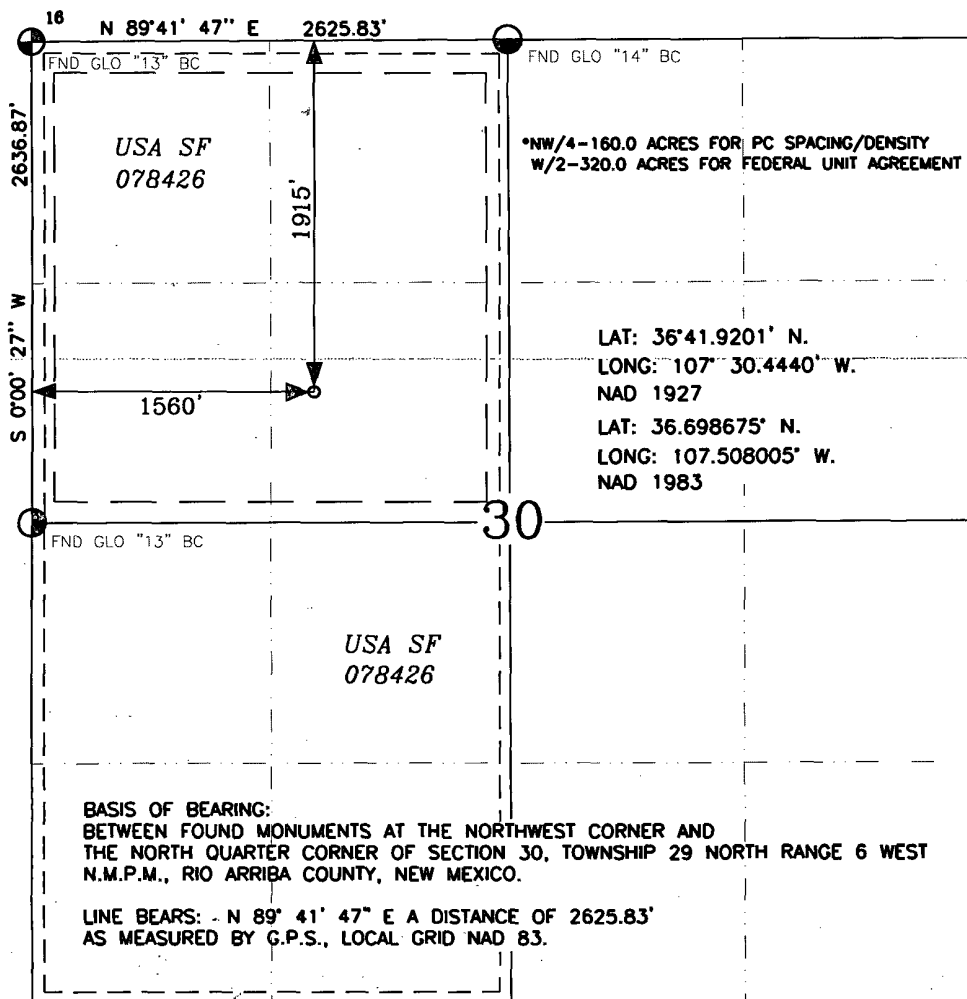 16
N 89°41' 47" E 2625.83'
FND GLO "13" BC
FND GLO "14" BC
2636.87'
S 0°00' 27" W
USA SF
078426
1915'
*NW/4-160.0 ACRES FOR PC SPACING/DENSITY
W/2-320.0 ACRES FOR FEDERAL UNIT AGREEMENT
1560'
LAT: 36°41.9201' N.
LONG: 107° 30.4440' W.
NAD 1927
LAT: 36.698675° N.
LONG: 107.508005° W.
NAD 1983
30
FND GLO "13" BC
USA SF
078426
BASIS OF BEARING:
BETWEEN FOUND MONUMENTS AT THE NORTHWEST CORNER AND
THE NORTH QUARTER CORNER OF SECTION 30, TOWNSHIP 29 NORTH RANGE 6 WEST
N.M.P.M., RIO ARRIBA COUNTY, NEW MEXICO.
LINE BEARS: N 89° 41' 47" E A DISTANCE OF 2625.83'
AS MEASURED BY G.P.S., LOCAL GRID NAD 83.